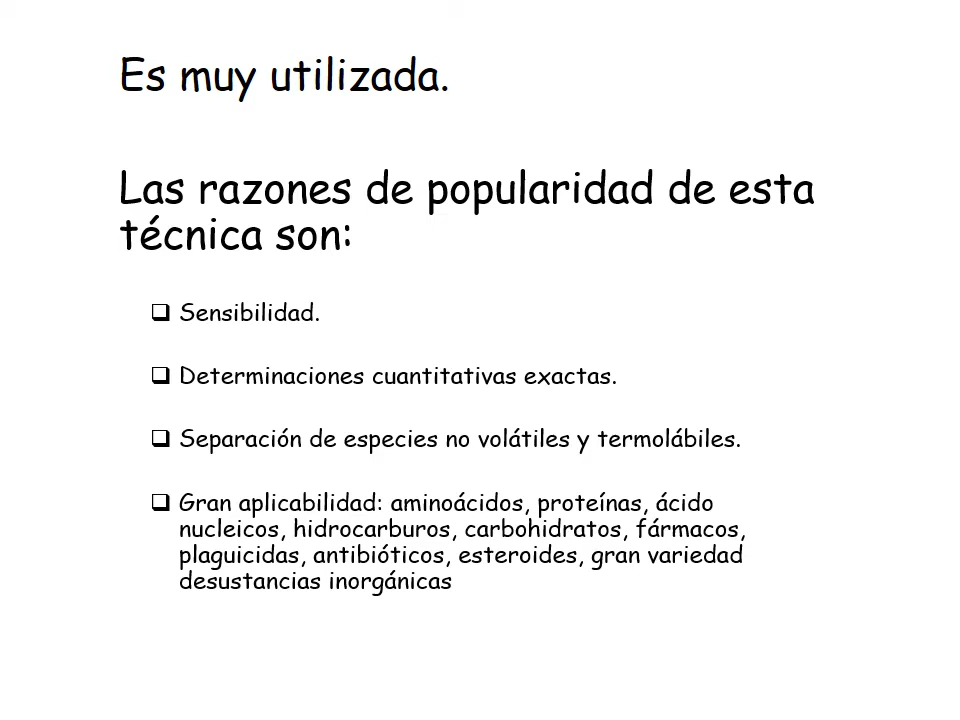 Es muy utilizada.
Las razones de popularidad de esta
técnica son:
Sensibilidad.
Determinaciones cuantitativas exactas.
Separación de especies no volátiles y termolábiles.
Gran aplicabilidad: aminoácidos, proteínas, ácido
nucleicos, hidrocarburos, carbohidratos, fármacos,
plaguicidas, antibióticos, esteroides, gran variedad
desustancias inorgánicas